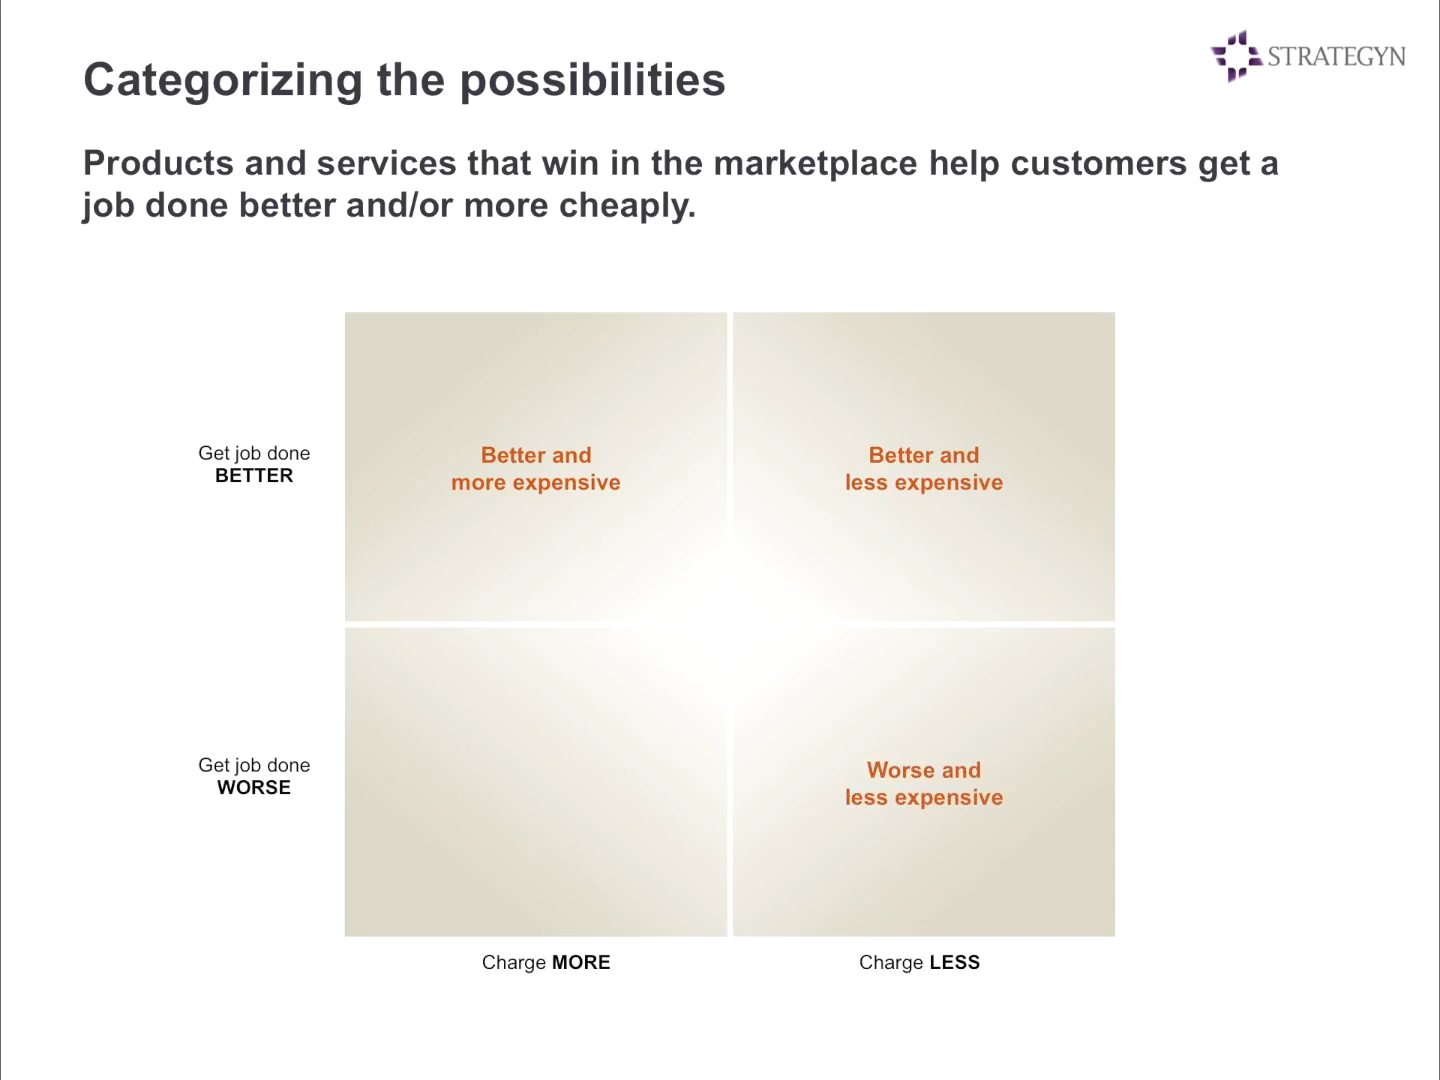 STRATEGYN
Categorizing the possibilities
Products and services that win in the marketplace help customers get a
job done better and/or more cheaply.
Get job done
BETTER
Better and
more expensive
Better and
less expensive
Get job done
WORSE
Worse and
less expensive
Charge MORE
Charge LESS